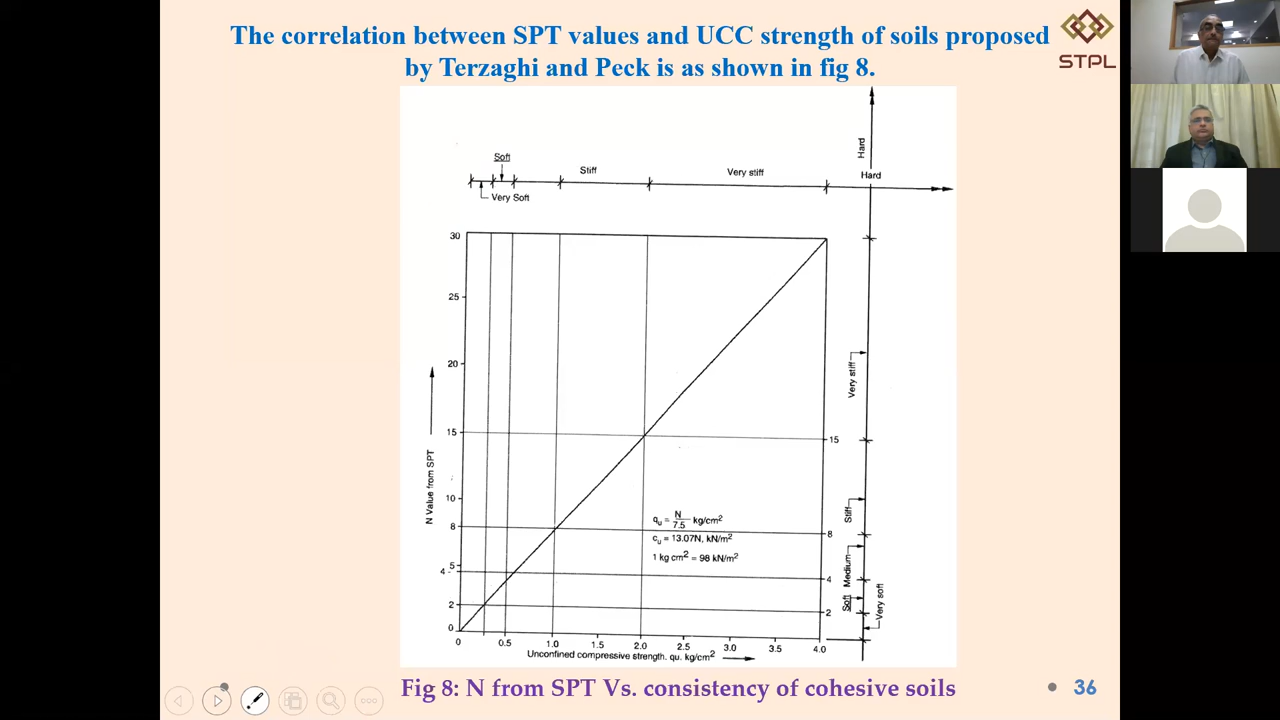 The correlation between SPT values and UCC strength of soils proposed
by Terzaghi and Peck is as shown in fig 8.
STPL
Soft
Stiff
Very stiff
Hard
Hard
Very Soft
30
25
20
15
10
8
5
4
2
0
N Value from SPT
qu = N/7.5 kg/cm²
cu = 13.07N, kN/m²
1 kg cm² = 98 kN/m²
15
8
4
2
Very stiff
Stiff
Medium
Soft
Very soft
0 0.5 1.0 1.5 2.0 2.5 3.0 3.5 4.0
Unconfined compressive strength. qu. kg/cm²
Fig 8: N from SPT Vs. consistency of cohesive soils
36